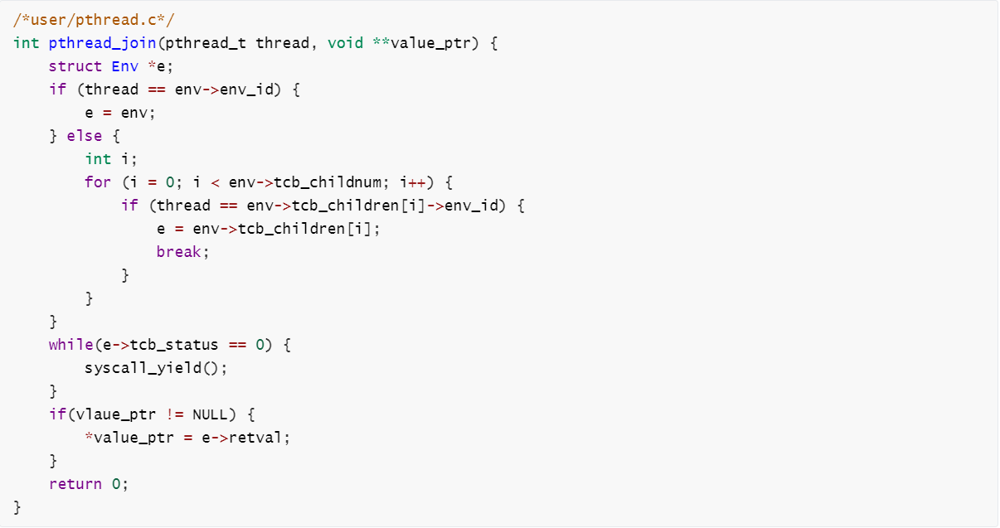 /*user/pthread.c*/
int pthread_join(pthread_t thread, void **value_ptr) {
    struct Env *e;
    if (thread == env->env_id) {
        e = env;
    } else {
        int i;
        for (i = 0; i < env->tcb_childnum; i++) {
            if (thread == env->tcb_children[i]->env_id) {
                e = env->tcb_children[i];
                break;
            }
        }
    }
    while(e->tcb_status == 0) {
        syscall_yield();
    }
    if(vlaue_ptr != NULL) {
        *value_ptr = e->retval;
    }
    return 0;
}